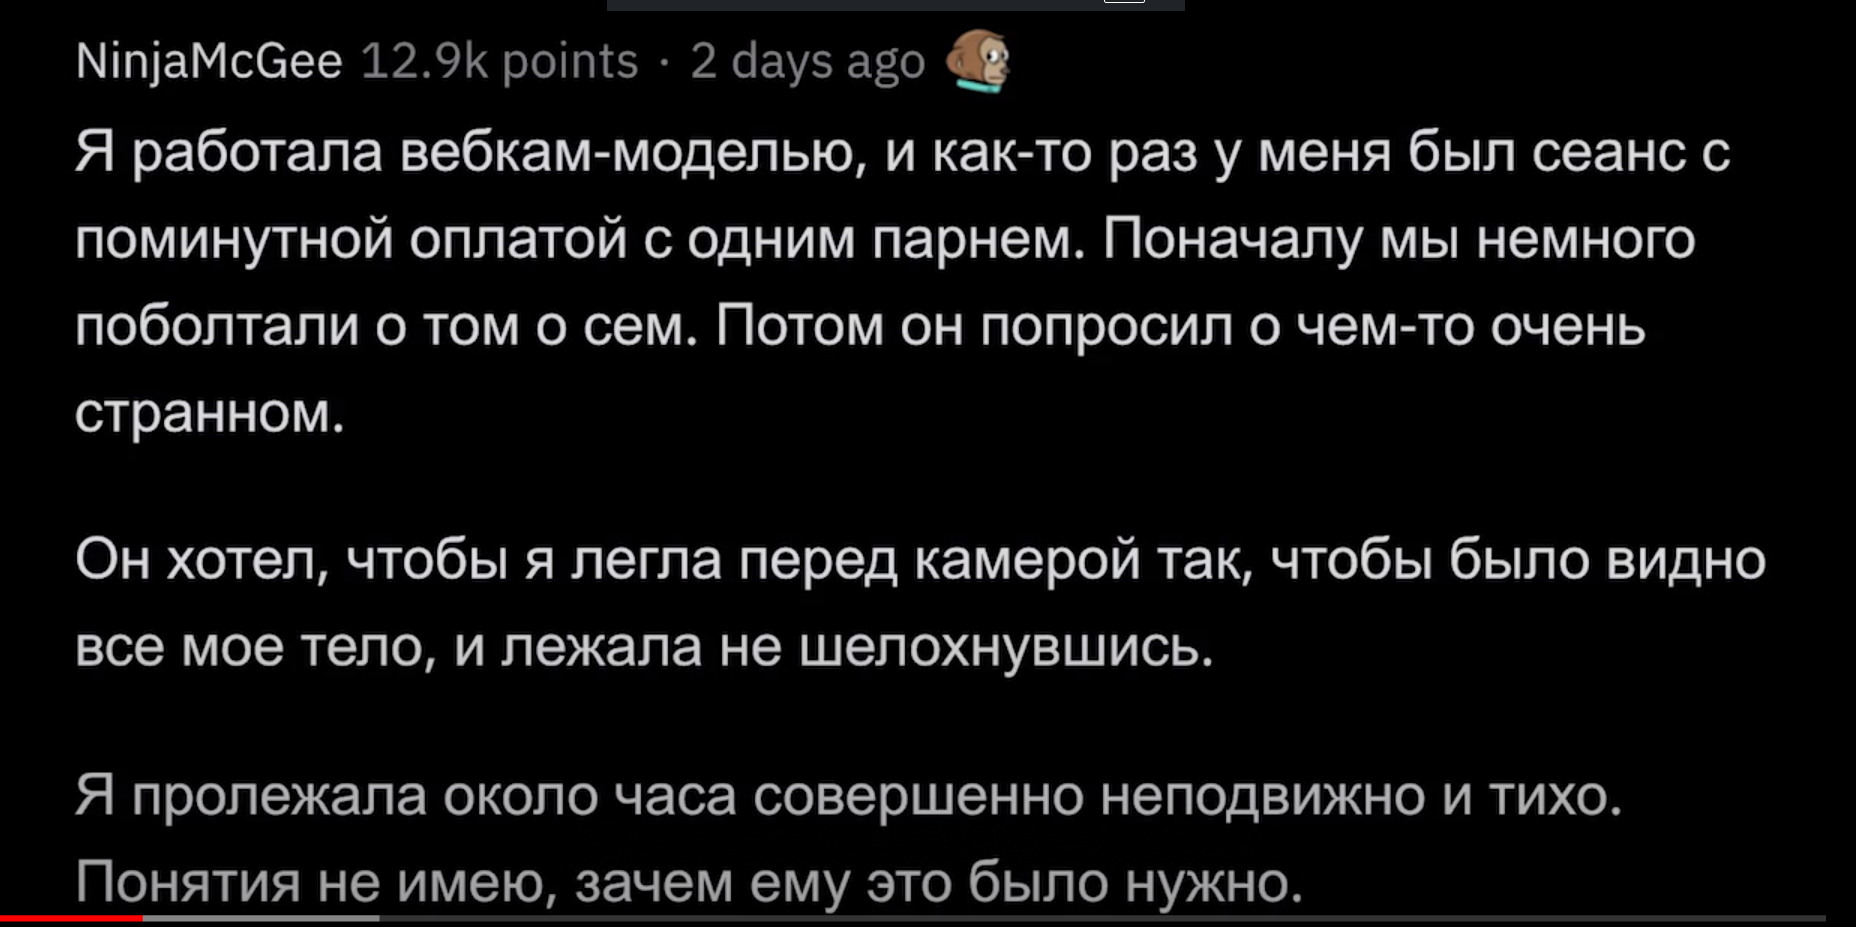 NinjaMcGee 12.9k points · 2 days ago
Я работала вебкам-моделью, и как-то раз у меня был сеанс с
поминутной оплатой с одним парнем. Поначалу мы немного
поболтали о том о сем. Потом он попросил о чем-то очень
странном.
Он хотел, чтобы я легла перед камерой так, чтобы было видно
все мое тело, и лежала не шелохнувшись.
Я пролежала около часа совершенно неподвижно и тихо.
Понятия не имею, зачем ему это было нужно.